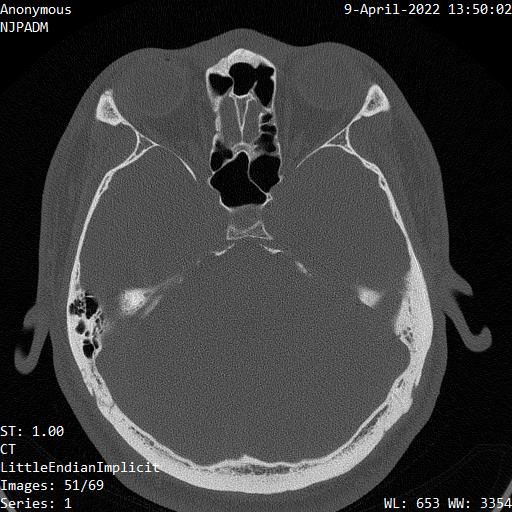 Anonymous
NJPADM
9-April-2022 13:50:02
ST: 1.00
CT
LittleEndianImplicit
Images: 51/69
Series: 1
WL: 653 WW: 3354